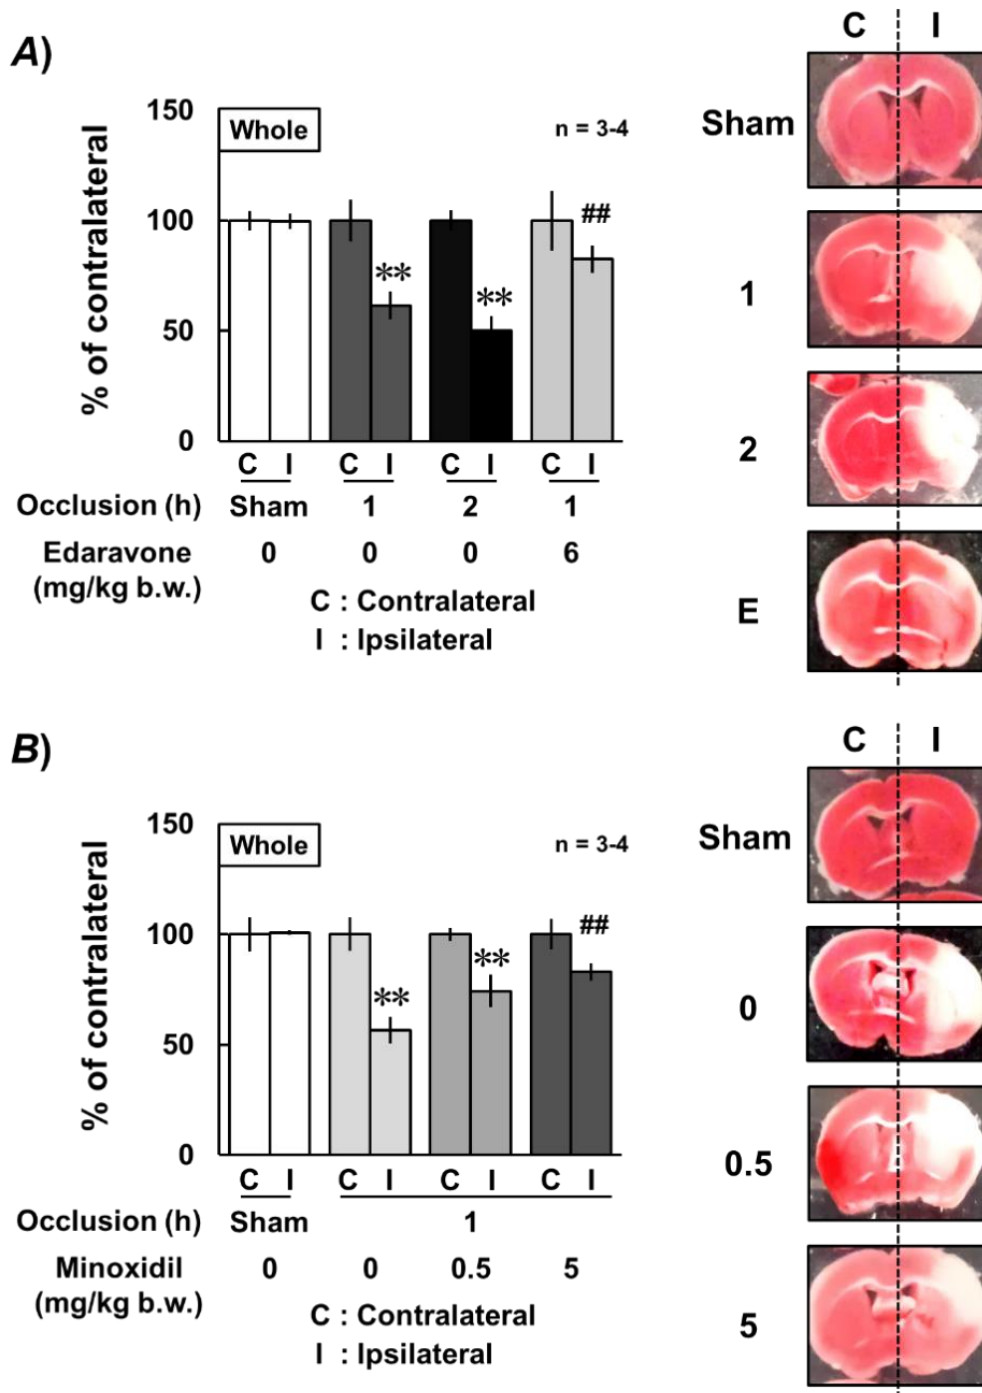 A)
C I
150
Whole
n = 3-4
Sham
% of contralateral
100
##
**
**
1
50
2
0
C I C I C I C I
Occlusion (h) Sham 1 2 1
Edaravone 0 0 0 6
(mg/kg b.w.)
C : Contralateral
E
I : Ipsilateral
B)
C I
150
Whole
n = 3-4
Sham
% of contralateral
100
##
**
**
0
50
0
0.5
C I C I C I C I
Occlusion (h) Sham 1
Minoxidil 0 0 0.5 5
(mg/kg b.w.)
C : Contralateral
5
I : Ipsilateral